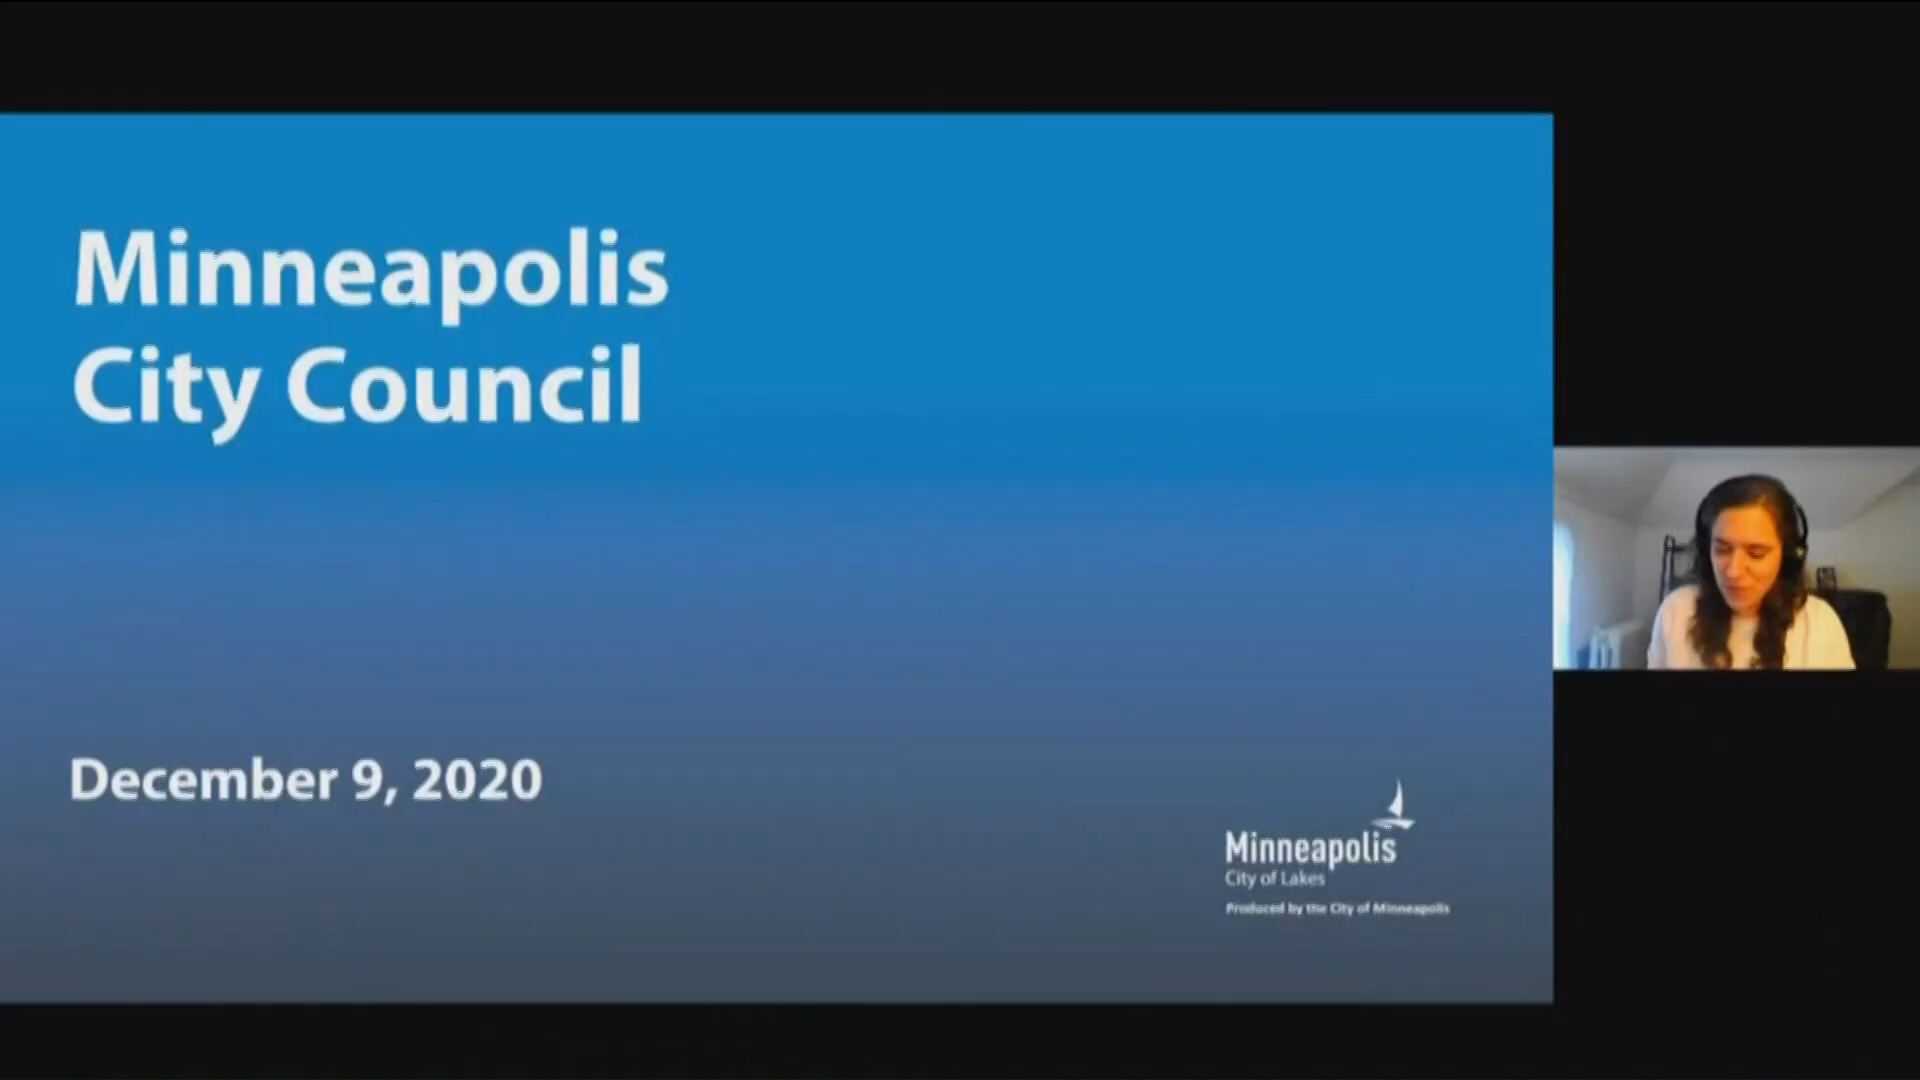 Minneapolis
City Council
December 9, 2020
Minneapolis
City of Lakes
Produced by the City of Minneapolis